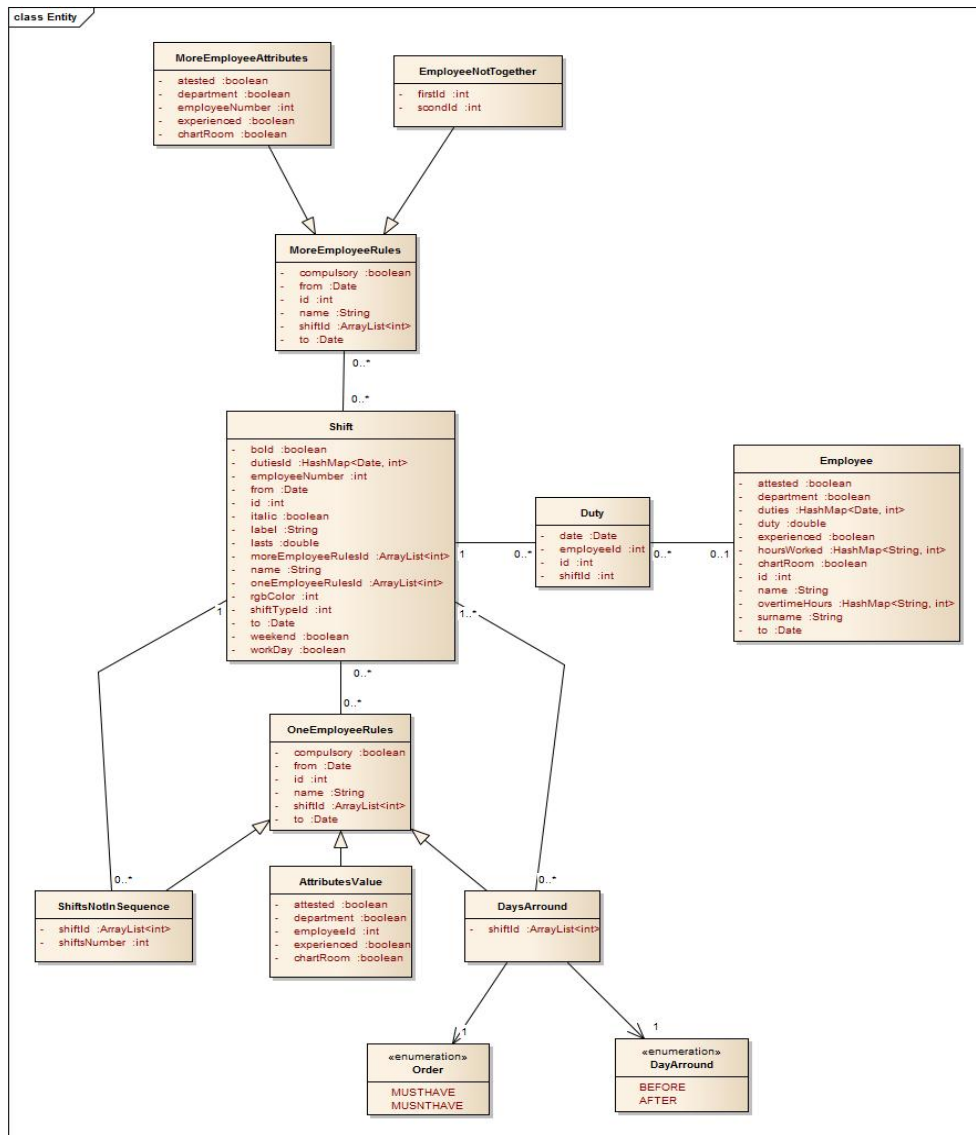 class Entity
MoreEmployeeAttributes
- atested :boolean
- department :boolean
- employeeNumber :int
- experienced :boolean
- chartRoom :boolean
EmployeeNotTogether
- firstId :int
- scondId :int
MoreEmployeeRules
- compulsory :boolean
- from :Date
- id :int
- name :String
- shiftId :ArrayList<int>
- to :Date
0..*
0..*
Shift
- bold :boolean
- dutiesId :HashMap<Date, int>
- employeeNumber :int
- from :Date
- id :int
- italic :boolean
- label :String
- lasts :double
- moreEmployeeRulesId :ArrayList<int>
- name :String
- oneEmployeeRulesId :ArrayList<int>
- rgbColor :int
- shiftTypeId :int
- to :Date
- weekend :boolean
- workDay :boolean
1
0..*
Duty
- date :Date
- employeeId :int
- id :int
- shiftId :int
0..*
0..1
Employee
- attested :boolean
- department :boolean
- duties :HashMap<Date, int>
- duty :double
- experienced :boolean
- hoursWorked :HashMap<String, int>
- chartRoom :boolean
- id :int
- name :String
- overtimeHours :HashMap<String, int>
- surname :String
- to :Date
1
1..*
0..*
0..*
OneEmployeeRules
- compulsory :boolean
- from :Date
- id :int
- name :String
- shiftId :ArrayList<int>
- to :Date
0..*
0..*
ShiftsNotInSequence
- shiftId :ArrayList<int>
- shiftsNumber :int
AttributesValue
- attested :boolean
- department :boolean
- employeeId :int
- experienced :boolean
- chartRoom :boolean
DaysArround
- shiftId :ArrayList<int>
1
1
«enumeration»
Order
MUSTHAVE
MUSNTHAVE
«enumeration»
DayArround
BEFORE
AFTER